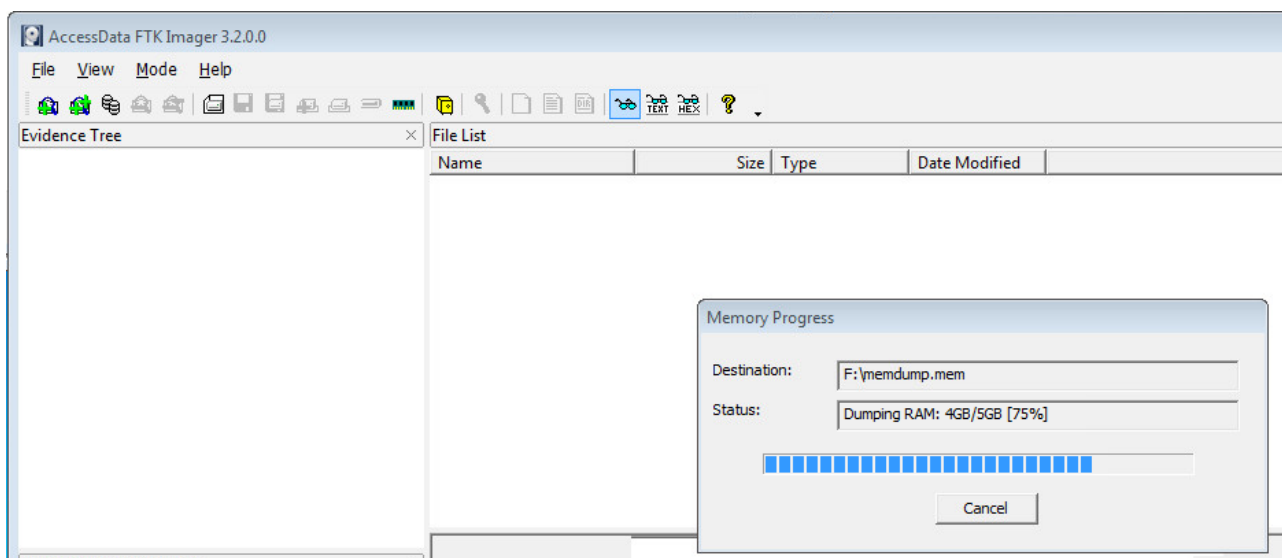 AccessData FTK Imager 3.2.0.0
File View Mode Help
TEXT HEX
Evidence Tree
File List
Name Size Type Date Modified
Memory Progress
Destination: F:\memdump.mem
Status: Dumping RAM: 4GB/5GB [75%]
Cancel